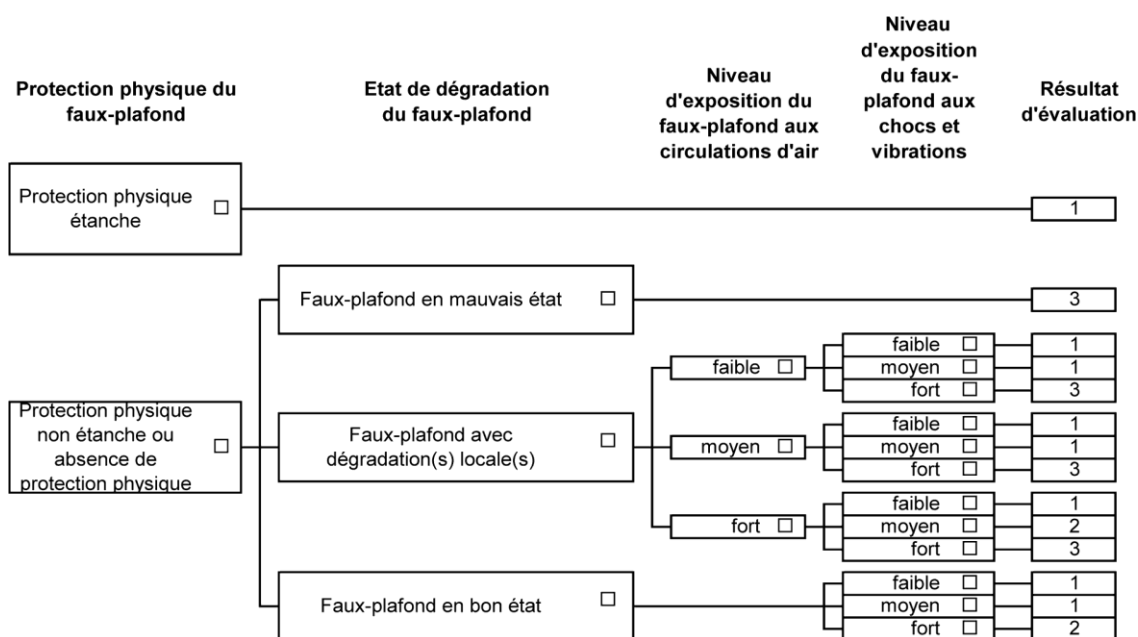 Protection physique du
faux-plafond
Etat de dégradation
du faux-plafond
Niveau
d'exposition du
faux-plafond aux
circulations d'air
Niveau
d'exposition
du faux-
plafond aux
chocs et
vibrations
Résultat
d'évaluation
Protection physique
étanche
1
Faux-plafond en mauvais état
3
Protection physique
non étanche ou
absence de
protection physique
Faux-plafond avec
dégradation(s) locale(s)
faible
faible
1
moyen
1
fort
3
moyen
faible
1
moyen
1
fort
3
fort
faible
1
moyen
2
fort
3
Faux-plafond en bon état
faible
1
moyen
1
fort
2